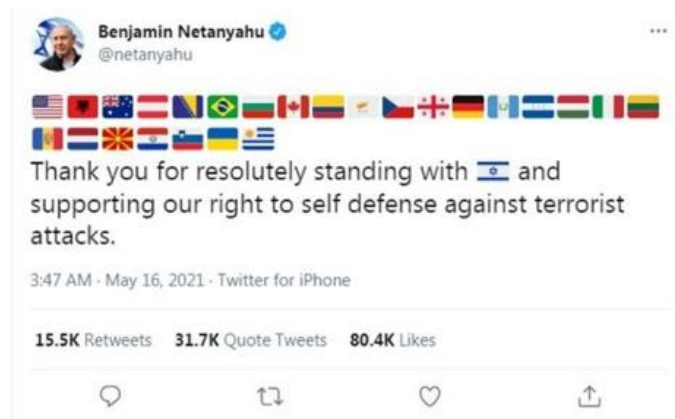 Benjamin Netanyahu
@netanyahu
🇺🇸🇦🇱🇦🇺🇦🇹🇧🇦🇧🇷🇧🇬🇨🇦🇨🇴🇨🇾🇨🇿🇬🇪🇩🇪🇬🇹🇭🇳🇭🇺🇮🇹🇱🇹
🇲🇩🇳🇱🇲🇰🇵🇾🇸🇮🇺🇦🇺🇾
Thank you for resolutely standing with 🇮🇱 and
supporting our right to self defense against terrorist
attacks.
3:47 AM · May 16, 2021 · Twitter for iPhone
15.5K Retweets 31.7K Quote Tweets 80.4K Likes